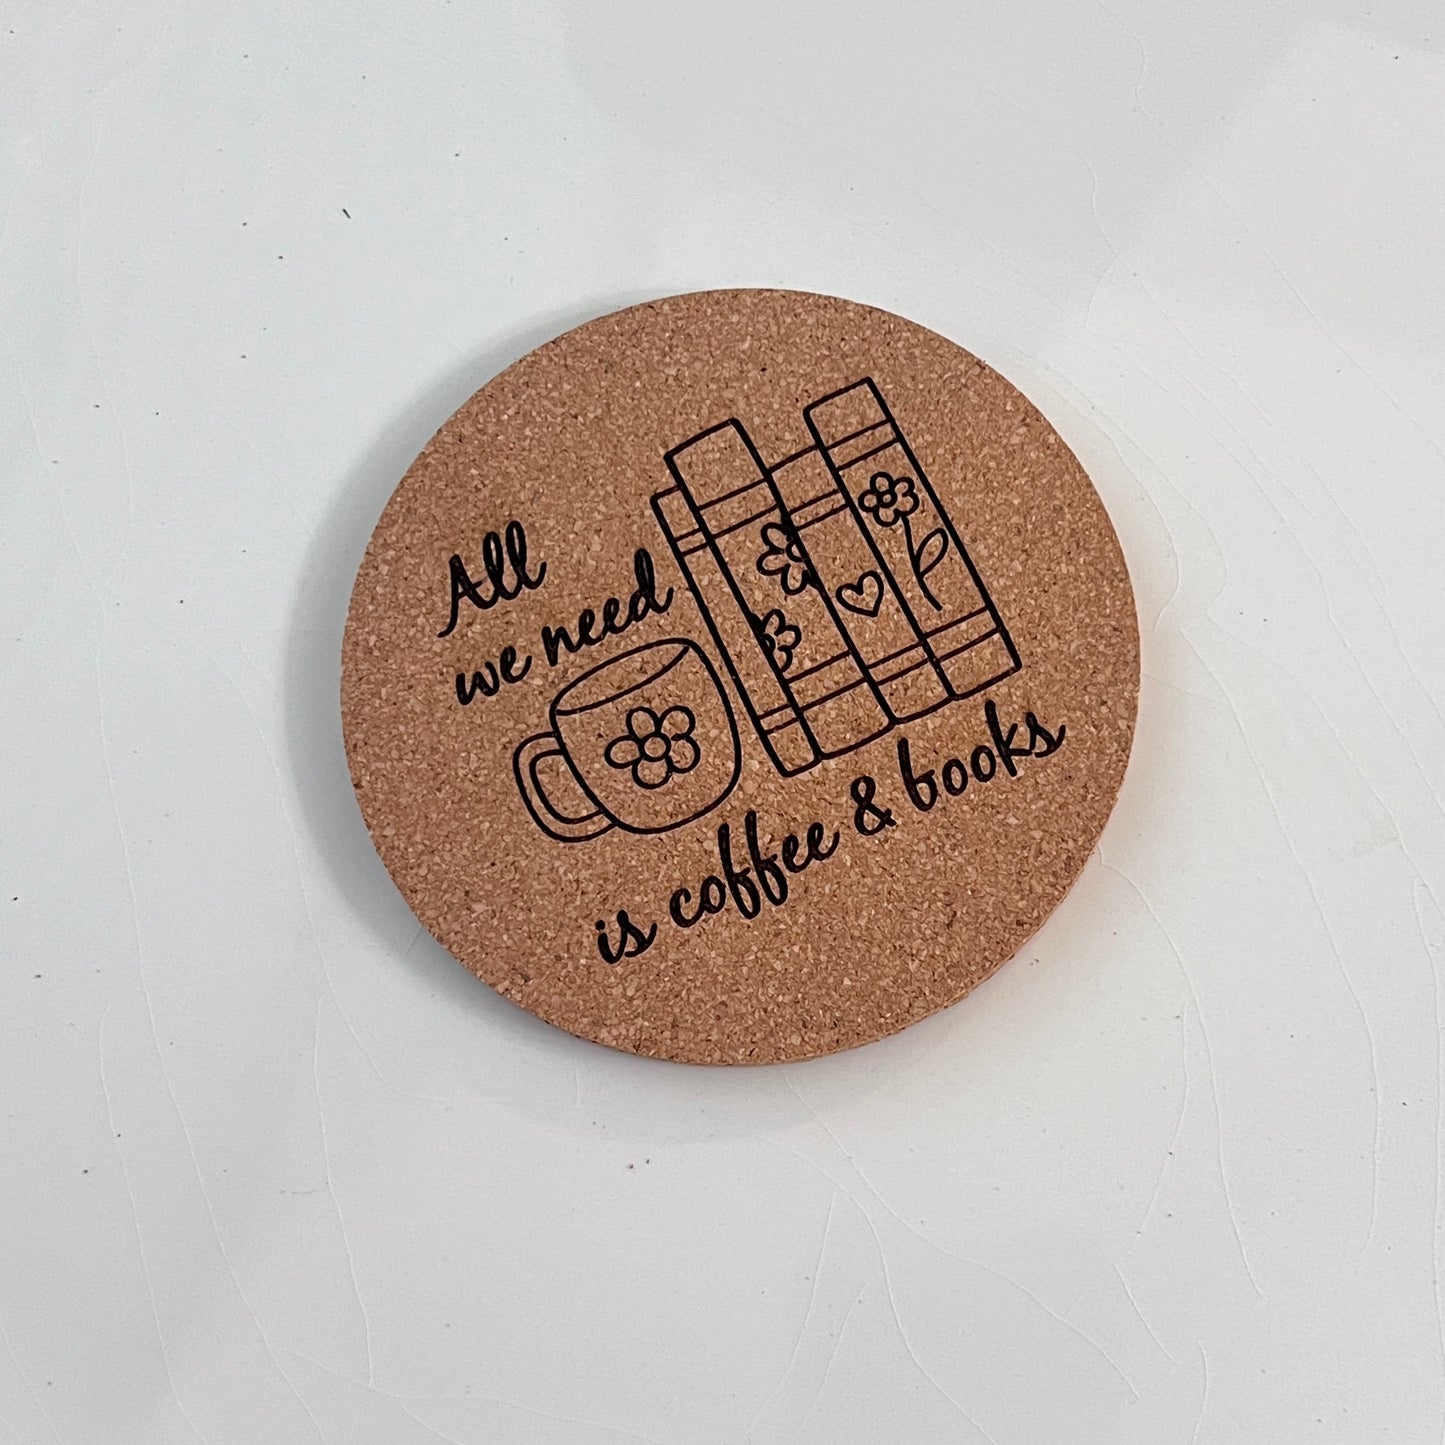 All
we need
is coffee & books